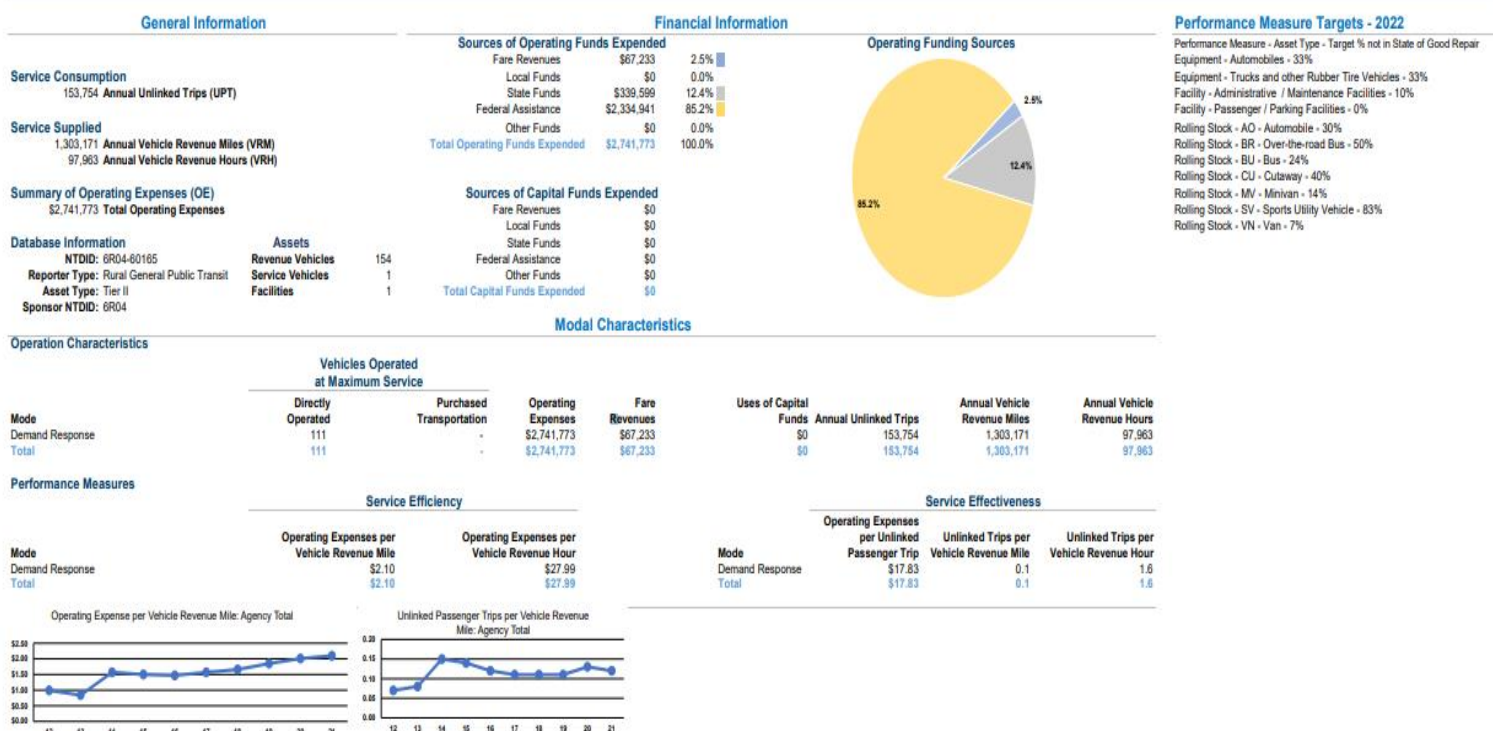 General Information
Financial Information
Performance Measure Targets - 2022
Sources of Operating Funds Expended
Operating Funding Sources
Performance Measure - Asset Type - Target % not in State of Good Repair
Fare Revenues $67,233 2.5%
Equipment - Automobiles - 33%
Service Consumption
Local Funds $0 0.0%
Equipment - Trucks and other Rubber Tire Vehicles - 33%
153,754 Annual Unlinked Trips (UPT)
State Funds $339,599 12.4%
Facility - Administrative / Maintenance Facilities - 10%
Federal Assistance $2,334,941 85.2%
2.5%
Facility - Passenger / Parking Facilities - 0%
Service Supplied
Other Funds $0 0.0%
Rolling Stock - AO - Automobile - 30%
1,303,171 Annual Vehicle Revenue Miles (VRM)
Total Operating Funds Expended $2,741,773 100.0%
Rolling Stock - BR - Over-the-road Bus - 50%
97,963 Annual Vehicle Revenue Hours (VRH)
12.4%
Rolling Stock - BU - Bus - 24%
Rolling Stock - CU - Cutaway - 40%
Summary of Operating Expenses (OE)
Sources of Capital Funds Expended
Rolling Stock - MV - Minivan - 14%
$2,741,773 Total Operating Expenses
Fare Revenues $0
85.2%
Rolling Stock - SV - Sports Utility Vehicle - 83%
Local Funds $0
Rolling Stock - VN - Van - 7%
Database Information
Assets
State Funds $0
NTDID: 6R04-60165
Revenue Vehicles 154
Federal Assistance $0
Reporter Type: Rural General Public Transit
Service Vehicles 1
Other Funds $0
Asset Type: Tier II
Facilities 1
Total Capital Funds Expended $0
Sponsor NTDID: 6R04
Modal Characteristics
Operation Characteristics
Vehicles Operated
at Maximum Service
Directly Purchased Operating Fare Uses of Capital Annual Vehicle Annual Vehicle
Mode Operated Transportation Expenses Revenues Funds Annual Unlinked Trips Revenue Miles Revenue Hours
Demand Response 111 - $2,741,773 $67,233 $0 153,754 1,303,171 97,963
Total 111 - $2,741,773 $67,233 $0 153,754 1,303,171 97,963
Performance Measures
Service Efficiency
Service Effectiveness
Operating Expenses
Operating Expenses per Operating Expenses per per Unlinked Unlinked Trips per Unlinked Trips per
Mode Vehicle Revenue Mile Vehicle Revenue Hour Mode Passenger Trip Vehicle Revenue Mile Vehicle Revenue Hour
Demand Response $2.10 $27.99 Demand Response $17.83 0.1 1.6
Total $2.10 $27.99 Total $17.83 0.1 1.6
Operating Expense per Vehicle Revenue Mile: Agency Total
$2.50
$2.00
$1.50
$1.00
$0.50
$0.00
Unlinked Passenger Trips per Vehicle Revenue
Mile: Agency Total
0.20
0.15
0.10
0.05
0.00
12 13 14 15 16 17 18 19 20 21